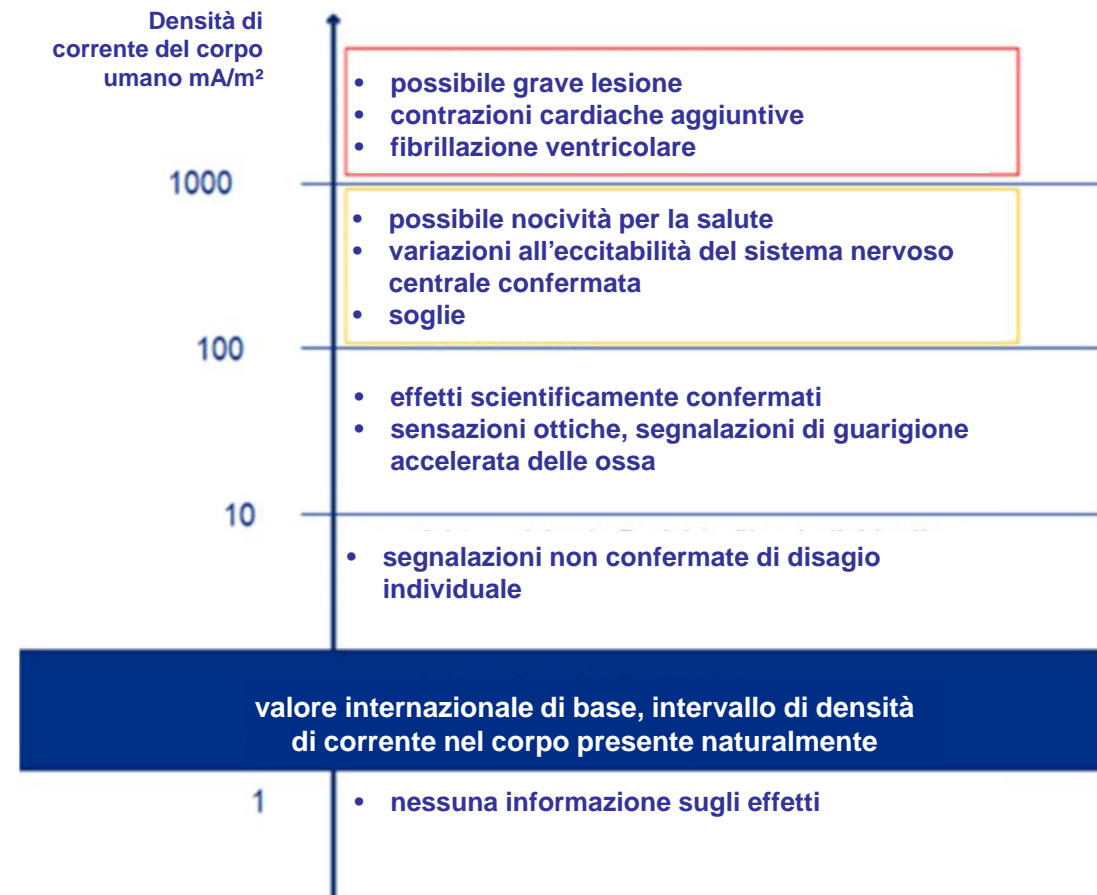 Densità di
corrente del corpo
umano mA/m²
• possibile grave lesione
• contrazioni cardiache aggiuntive
• fibrillazione ventricolare
1000
• possibile nocività per la salute
• variazioni all'eccitabilità del sistema nervoso
centrale confermata
• soglie
100
• effetti scientificamente confermati
• sensazioni ottiche, segnalazioni di guarigione
accelerata delle ossa
10
• segnalazioni non confermate di disagio
individuale
valore internazionale di base, intervallo di densità
di corrente nel corpo presente naturalmente
1
• nessuna informazione sugli effetti